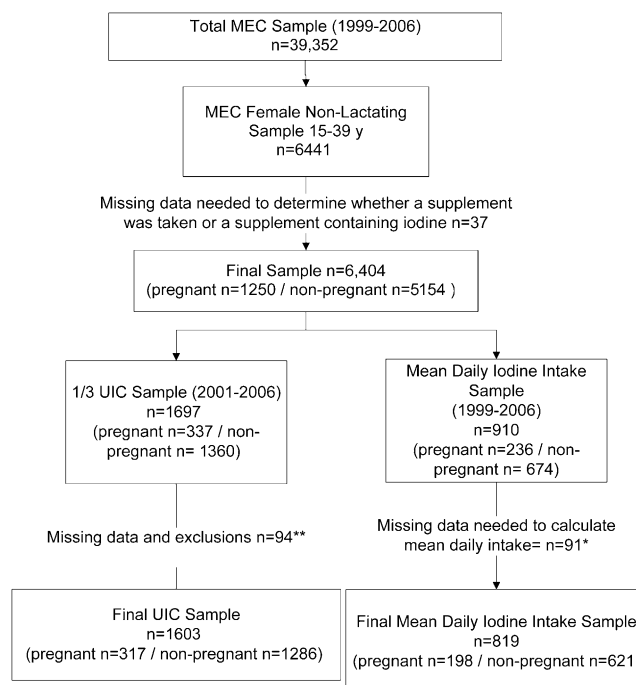 Total MEC Sample (1999-2006)
n=39,352
MEC Female Non-Lactating
Sample 15-39 y
n=6441
Missing data needed to determine whether a supplement
was taken or a supplement containing iodine n=37
Final Sample n=6,404
(pregnant n=1250 / non-pregnant n=5154 )
1/3 UIC Sample (2001-2006)
n=1697
(pregnant n=337 / non-
pregnant n= 1360)
Mean Daily Iodine Intake
Sample
(1999-2006)
n=910
(pregnant n=236 / non-
pregnant n= 674)
Missing data and exclusions n=94**
Missing data needed to calculate
mean daily intake= n=91*
Final UIC Sample
n=1603
(pregnant n=317 / non-pregnant n=1286)
Final Mean Daily Iodine Intake Sample
n=819
(pregnant n=198 / non-pregnant n=621